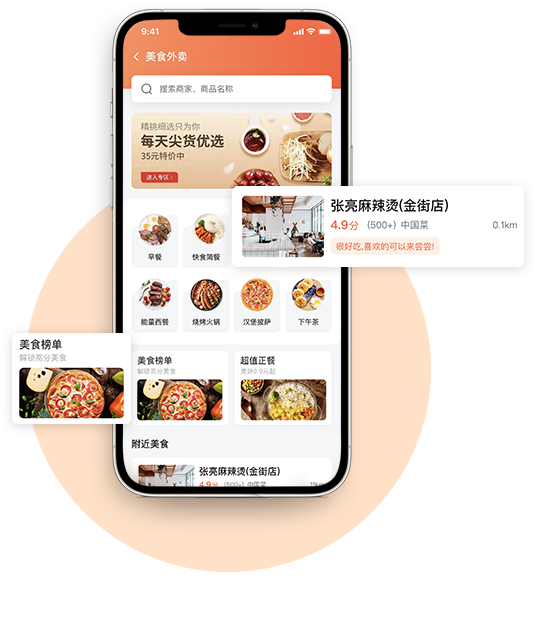 9:41
美食外卖
搜索商家、商品名称
精挑细选只为你
每天尖货优选
35元特价中
进入专区
张亮麻辣烫(金街店)
4.9分 (500+) 中国菜 0.1km
很好吃,喜欢的可以来尝尝!
早餐
快食简餐
能量西餐
烧烤火锅
汉堡披萨
下午茶
美食榜单
解锁高分美食
美食榜单
解锁高分美食
超值正餐
美味9.9元起
附近美食
张亮麻辣烫(金街店)
4.9分 (500+) 中国菜